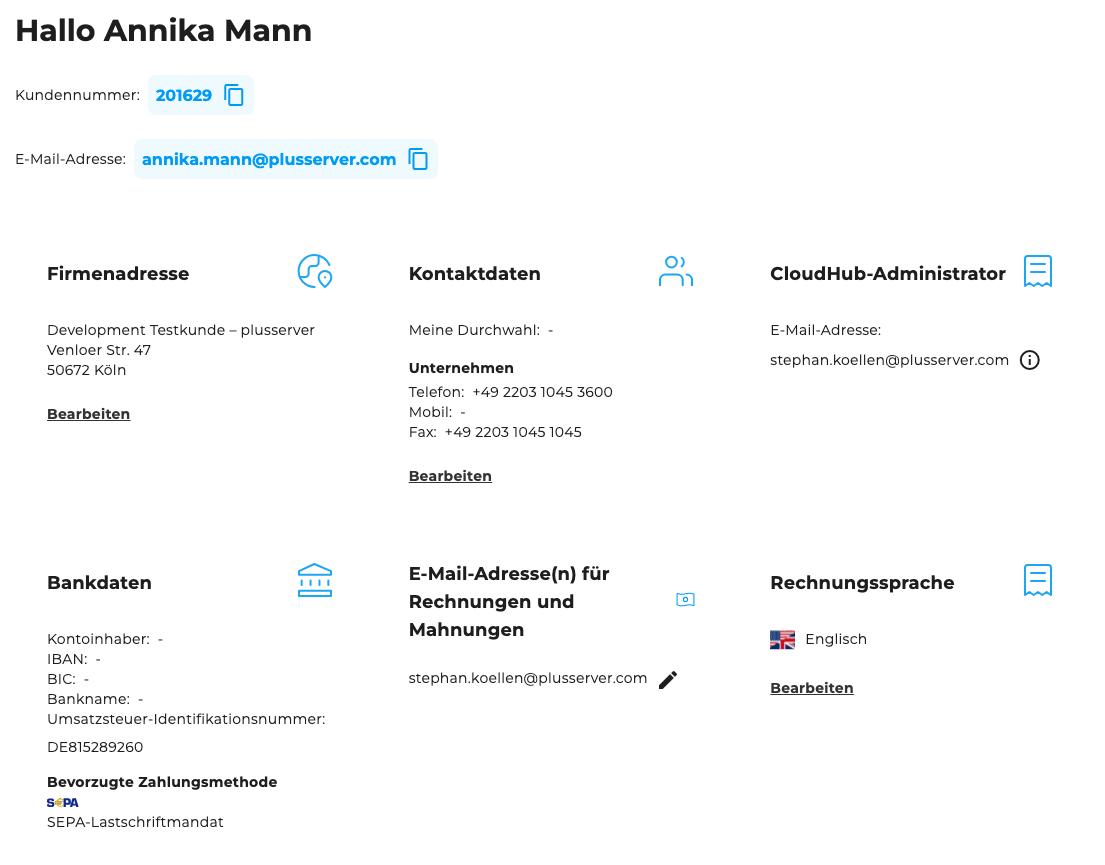 Hallo Annika Mann
Kundennummer: 201629
E-Mail-Adresse: annika.mann@plusserver.com
Firmenadresse
Development Testkunde – plusserver
Venloer Str. 47
50672 Köln
Bearbeiten
Kontaktdaten
Meine Durchwahl: -
Unternehmen
Telefon: +49 2203 1045 3600
Mobil: -
Fax: +49 2203 1045 1045
Bearbeiten
CloudHub-Administrator
E-Mail-Adresse:
stephan.koellen@plusserver.com
Bankdaten
Kontoinhaber: -
IBAN: -
BIC: -
Bankname: -
Umsatzsteuer-Identifikationsnummer:
DE815289260
Bevorzugte Zahlungsmethode
S€PA
SEPA-Lastschriftmandat
E-Mail-Adresse(n) für
Rechnungen und
Mahnungen
stephan.koellen@plusserver.com
Rechnungssprache
Englisch
Bearbeiten